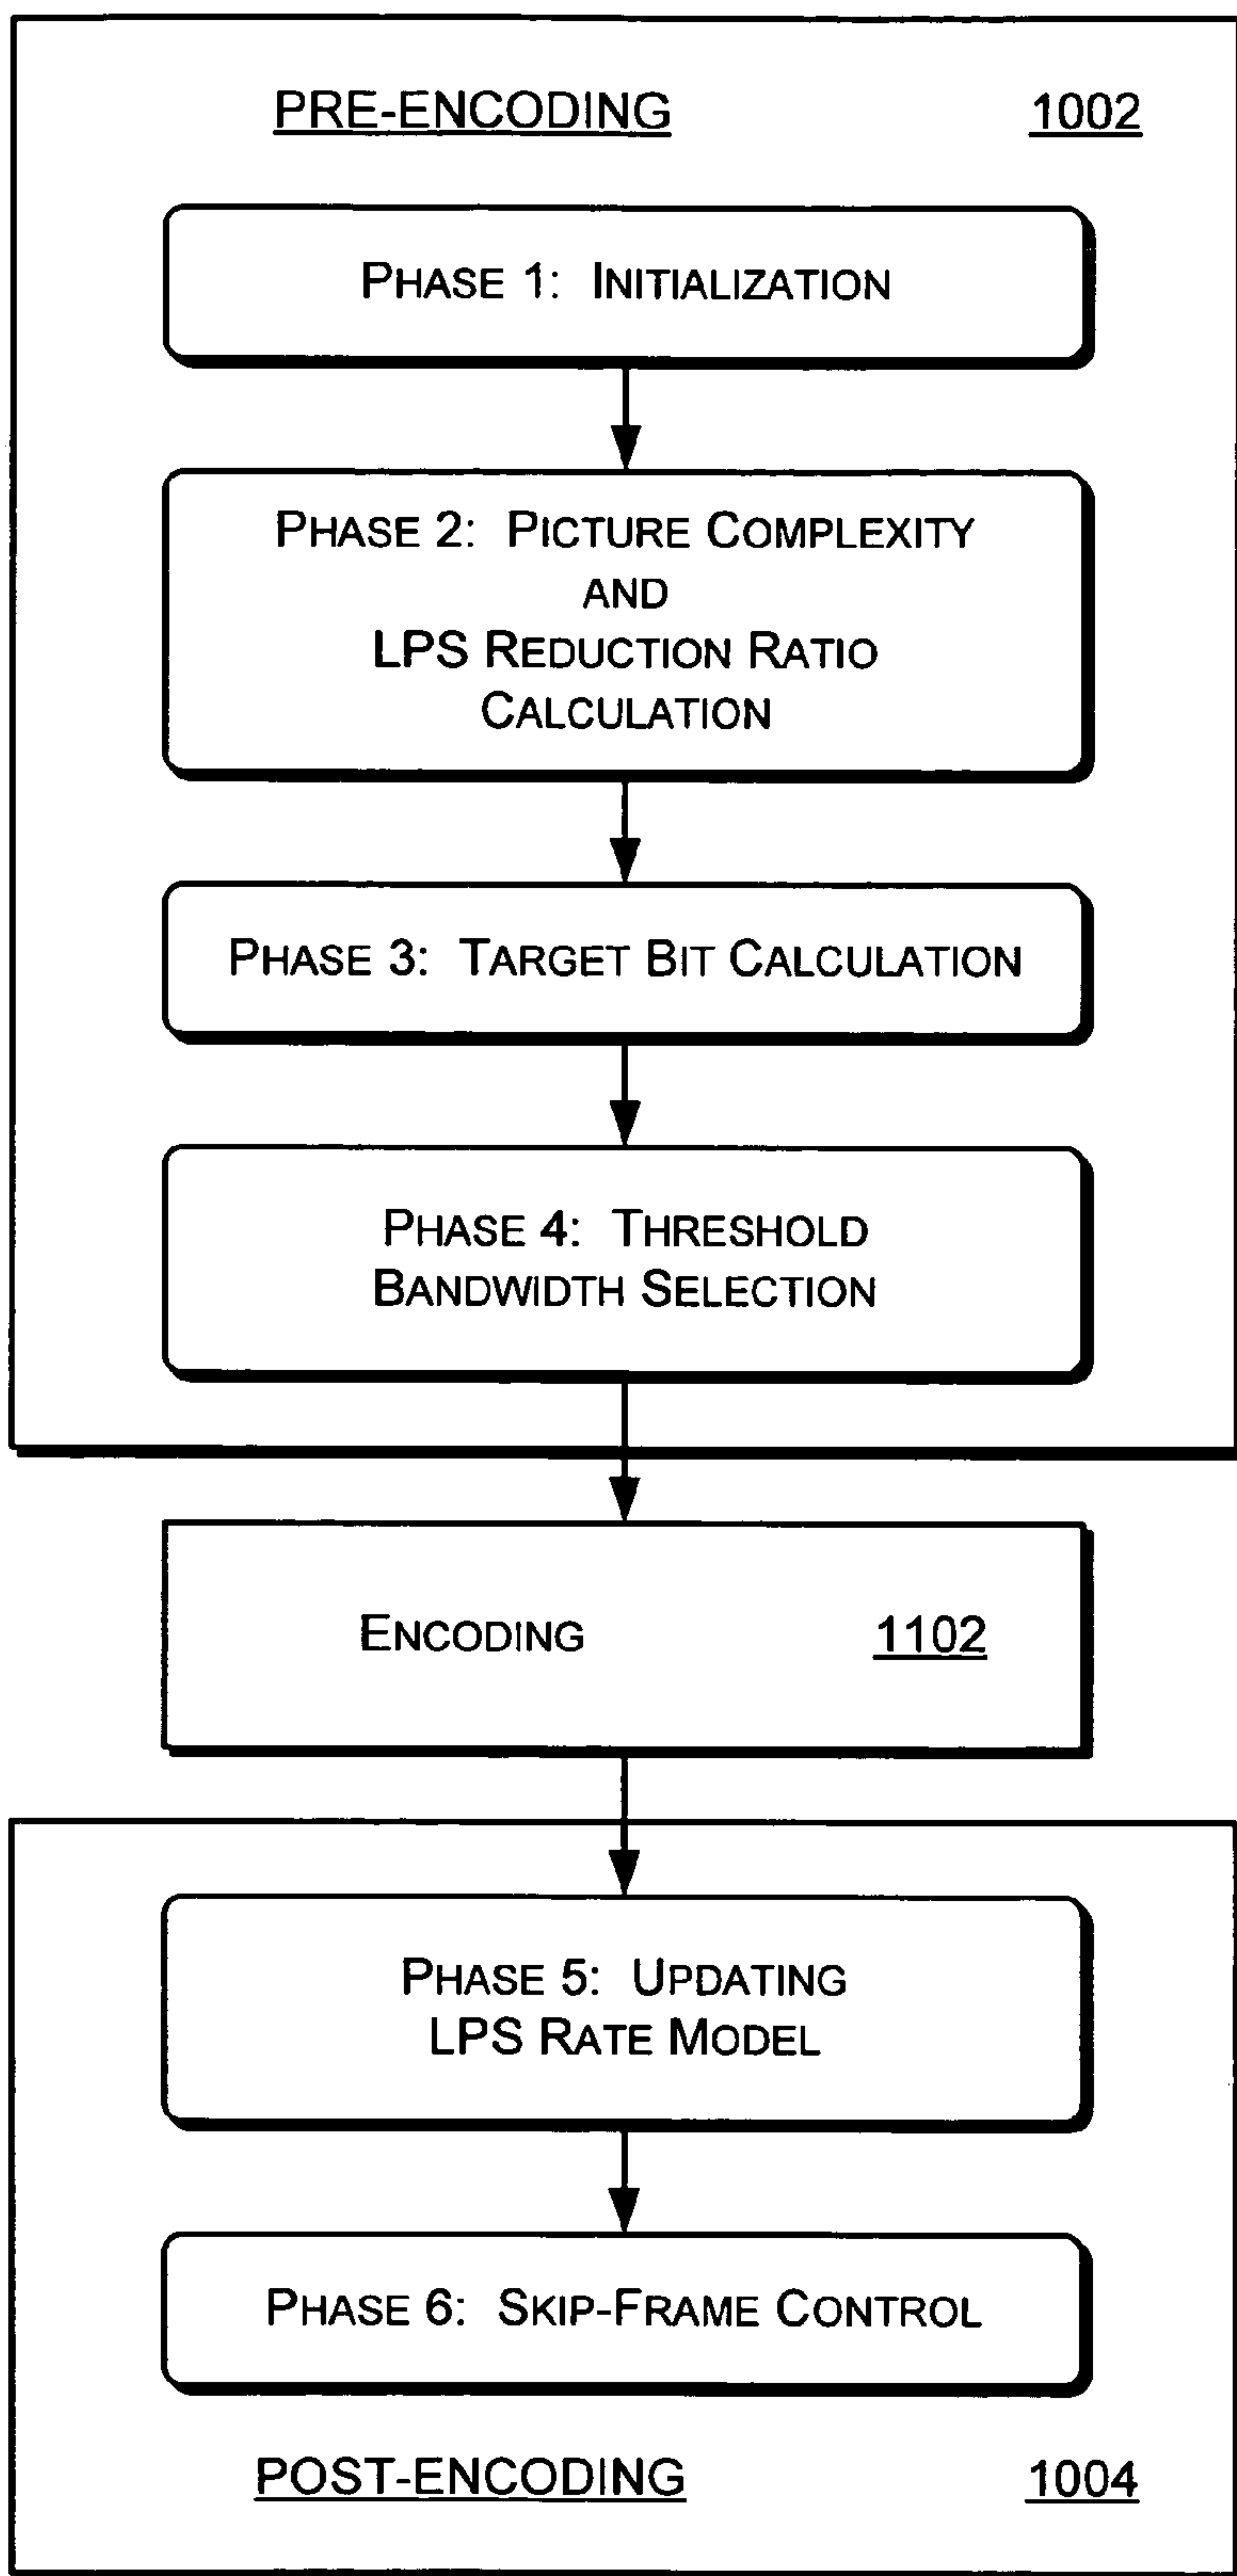 PRE-ENCODING 1002
PHASE 1: INITIALIZATION
PHASE 2: PICTURE COMPLEXITY
AND
LPS REDUCTION RATIO
CALCULATION
PHASE 3: TARGET BIT CALCULATION
PHASE 4: THRESHOLD
BANDWIDTH SELECTION
ENCODING 1102
PHASE 5: UPDATING
LPS RATE MODEL
PHASE 6: SKIP-FRAME CONTROL
POST-ENCODING 1004